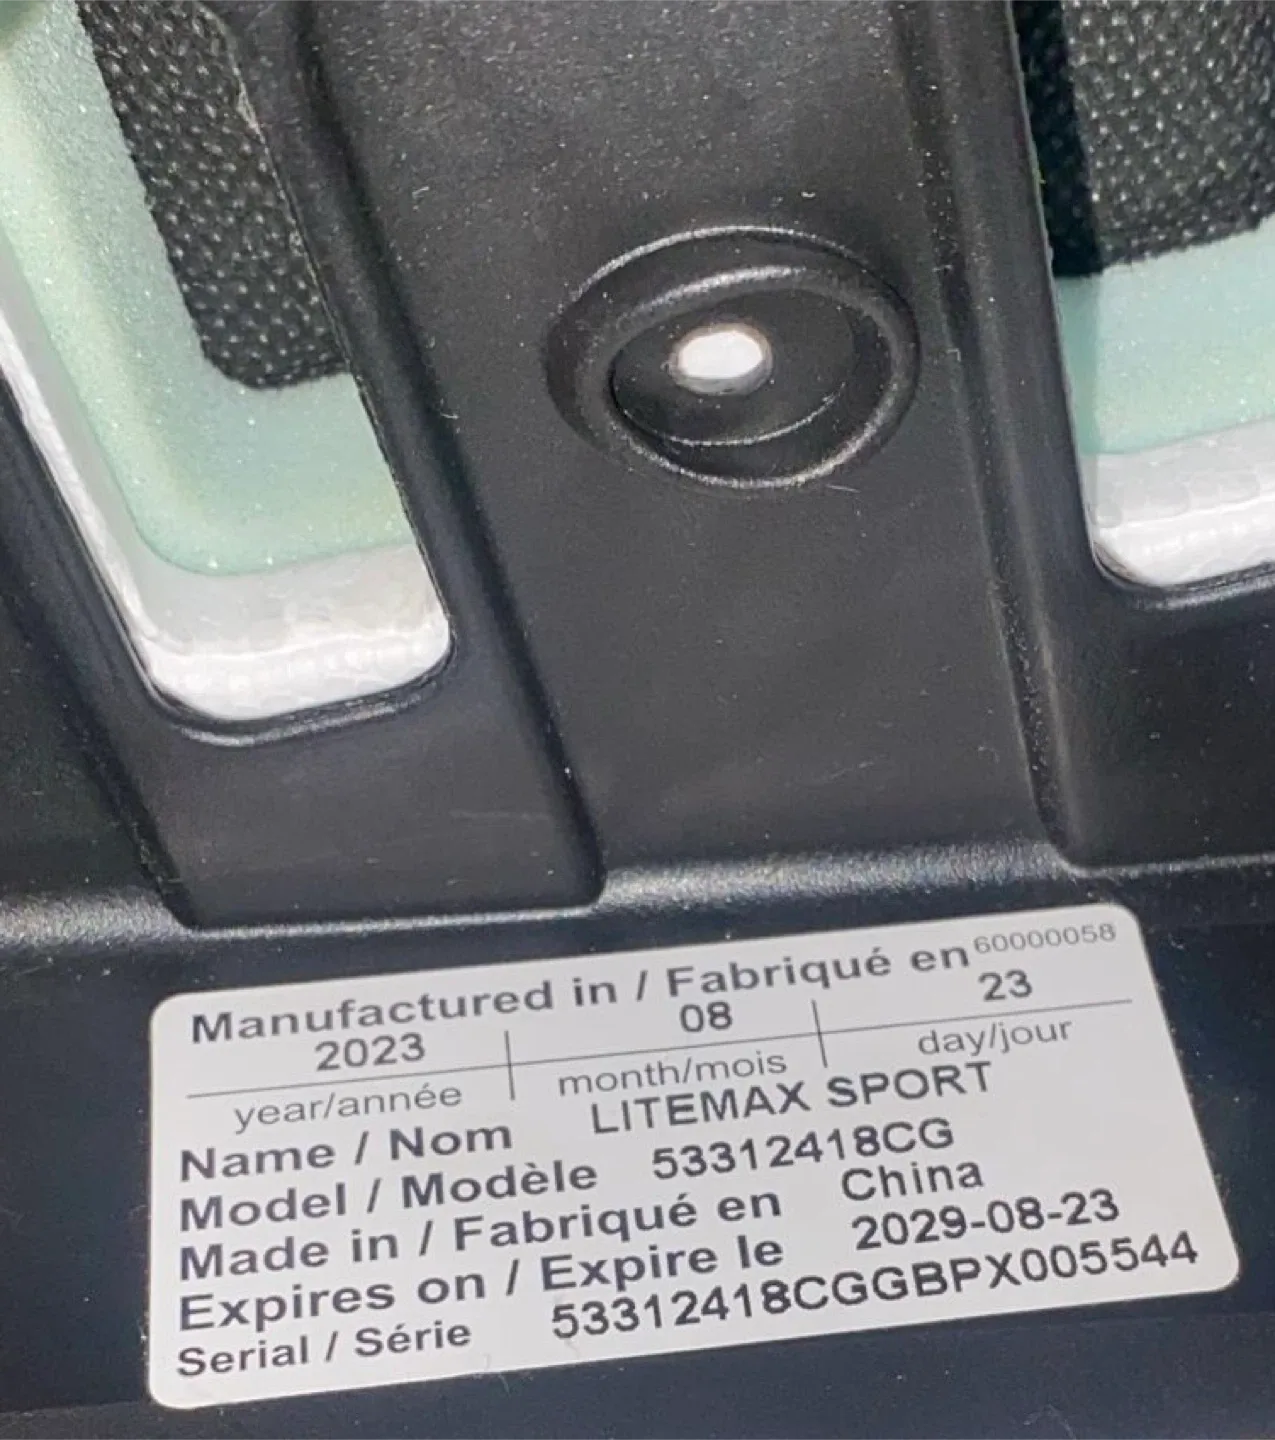 Manufactured in / Fabriqué en 60000058
2023 08 23
year/année month/mois day/jour
Name / Nom LITEMAX SPORT
Model / Modèle 53312418CG
Made in / Fabriqué en China
Expires on / Expire le 2029-08-23
Serial / Série 53312418CGGBPX005544